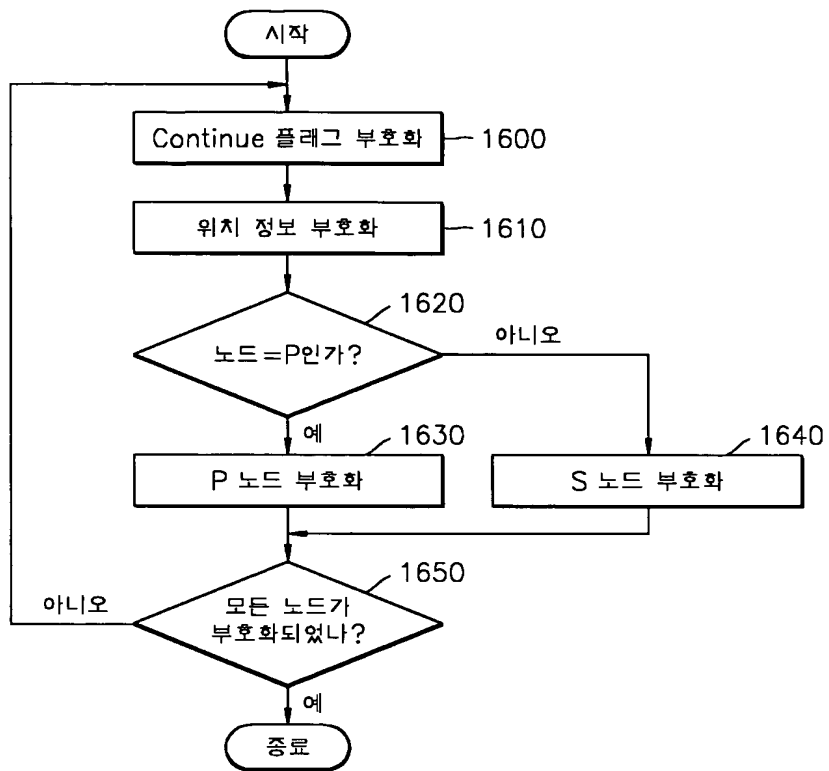 시작
Continue 플래그 부호화
1600
위치 정보 부호화
1610
1620
노드=P인가?
아니오
예
1630
P 노드 부호화
1640
S 노드 부호화
1650
모든 노드가
부호화되었나?
아니오
예
종료